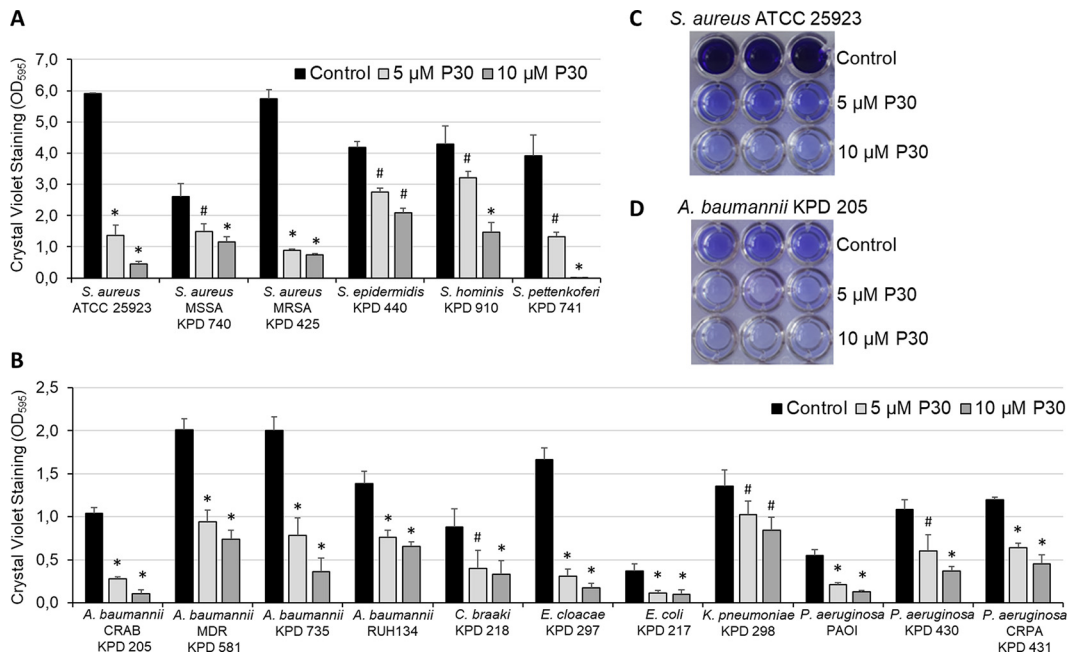 A
Crystal Violet Staining (OD595)
7,0
6,0
5,0
4,0
3,0
2,0
1,0
0,0
Control 5 µM P30 10 µM P30
* * # * * * # # # * # *
S. aureus ATCC 25923
S. aureus MSSA KPD 740
S. aureus MRSA KPD 425
S. epidermidis KPD 440
S. hominis KPD 910
S. pettenkoferi KPD 741
C S. aureus ATCC 25923
Control
5 µM P30
10 µM P30
D A. baumannii KPD 205
Control
5 µM P30
10 µM P30
B
Crystal Violet Staining (OD595)
2,5
2,0
1,5
1,0
0,5
0,0
Control 5 µM P30 10 µM P30
* * * * * * * * # * * * * * # # * * # * * *
A. baumannii CRAB KPD 205
A. baumannii MDR KPD 581
A. baumannii KPD 735
A. baumannii RUH134
C. braaki KPD 218
E. cloacae KPD 297
E. coli KPD 217
K. pneumoniae KPD 298
P. aeruginosa PAOI
P. aeruginosa KPD 430
P. aeruginosa CRPA KPD 431